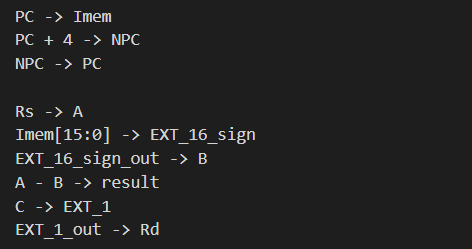 PC -> Imem
PC + 4 -> NPC
NPC -> PC
Rs -> A
Imem[15:0] -> EXT_16_sign
EXT_16_sign_out -> B
A - B -> result
C -> EXT_1
EXT_1_out -> Rd